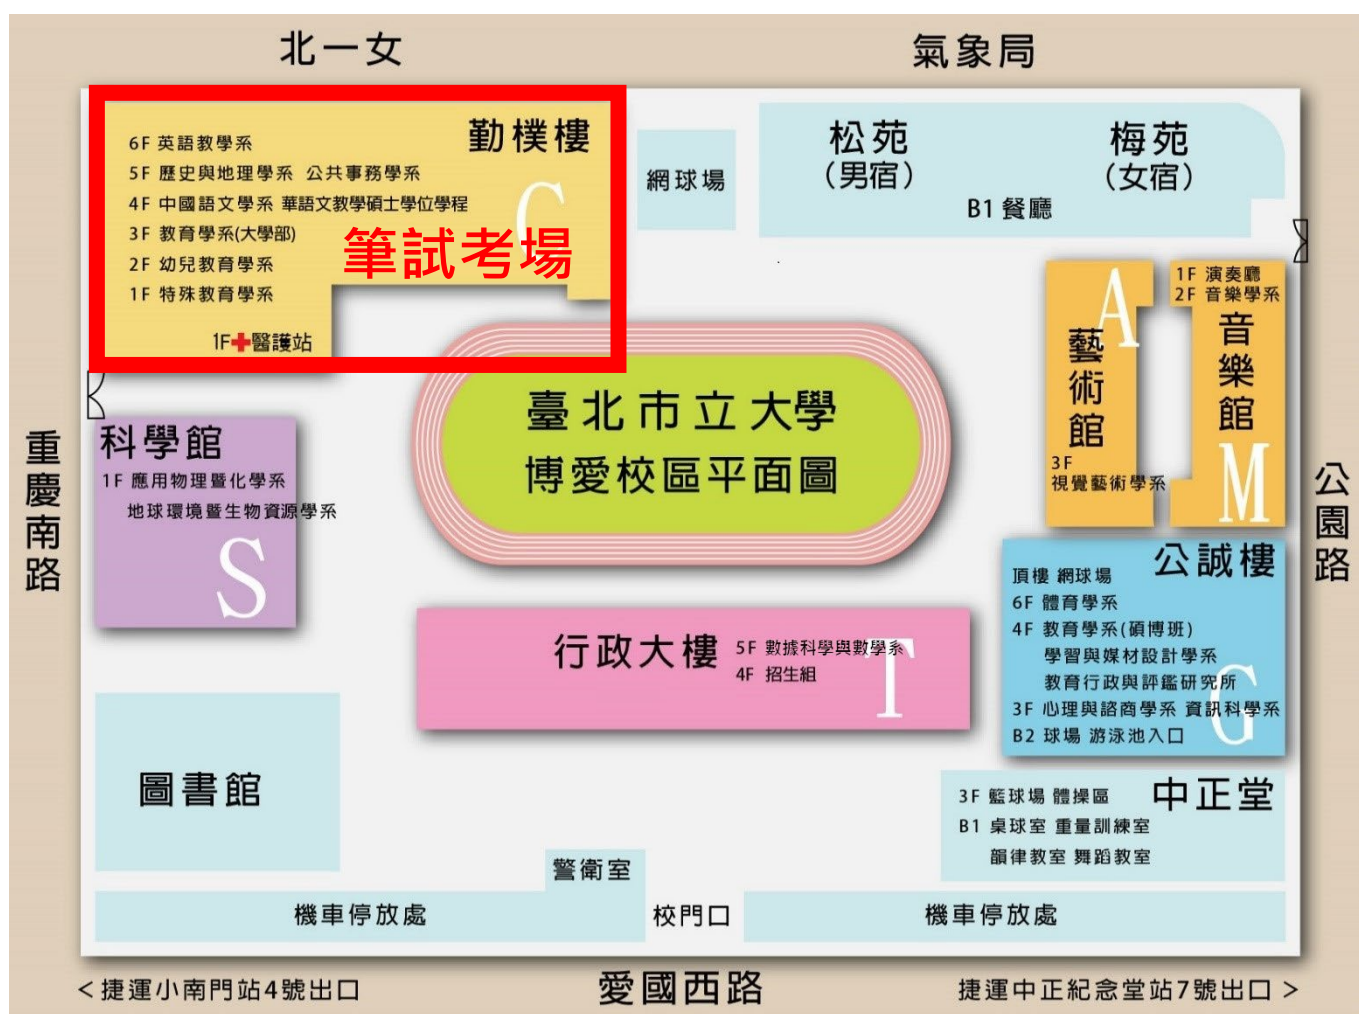 北一女
氣象局
勤樸樓
C
6F 英語教學系
5F 歷史與地理學系 公共事務學系
4F 中國語文學系 華語文教學碩士學位學程
3F 教育學系(大學部)
2F 幼兒教育學系
1F 特殊教育學系
1F✚醫護站
筆試考場
網球場
松苑
(男宿)
梅苑
(女宿)
B1 餐廳
A
藝術館
3F
視覺藝術學系
1F 演奏廳
2F 音樂學系
音樂館
M
臺北市立大學
博愛校區平面圖
重慶南路
公園路
科學館
1F 應用物理暨化學系
地球環境暨生物資源學系
S
行政大樓
5F 數據科學與數學系
4F 招生組
T
公誠樓
頂樓 網球場
6F 體育學系
4F 教育學系(碩博班)
學習與媒材設計學系
教育行政與評鑑研究所
3F 心理與諮商學系 資訊科學系
B2 球場 游泳池入口
G
圖書館
中正堂
3F 籃球場 體操區
B1 桌球室 重量訓練室
韻律教室 舞蹈教室
警衛室
機車停放處
校門口
機車停放處
<捷運小南門站4號出口
愛國西路
捷運中正紀念堂站7號出口 >